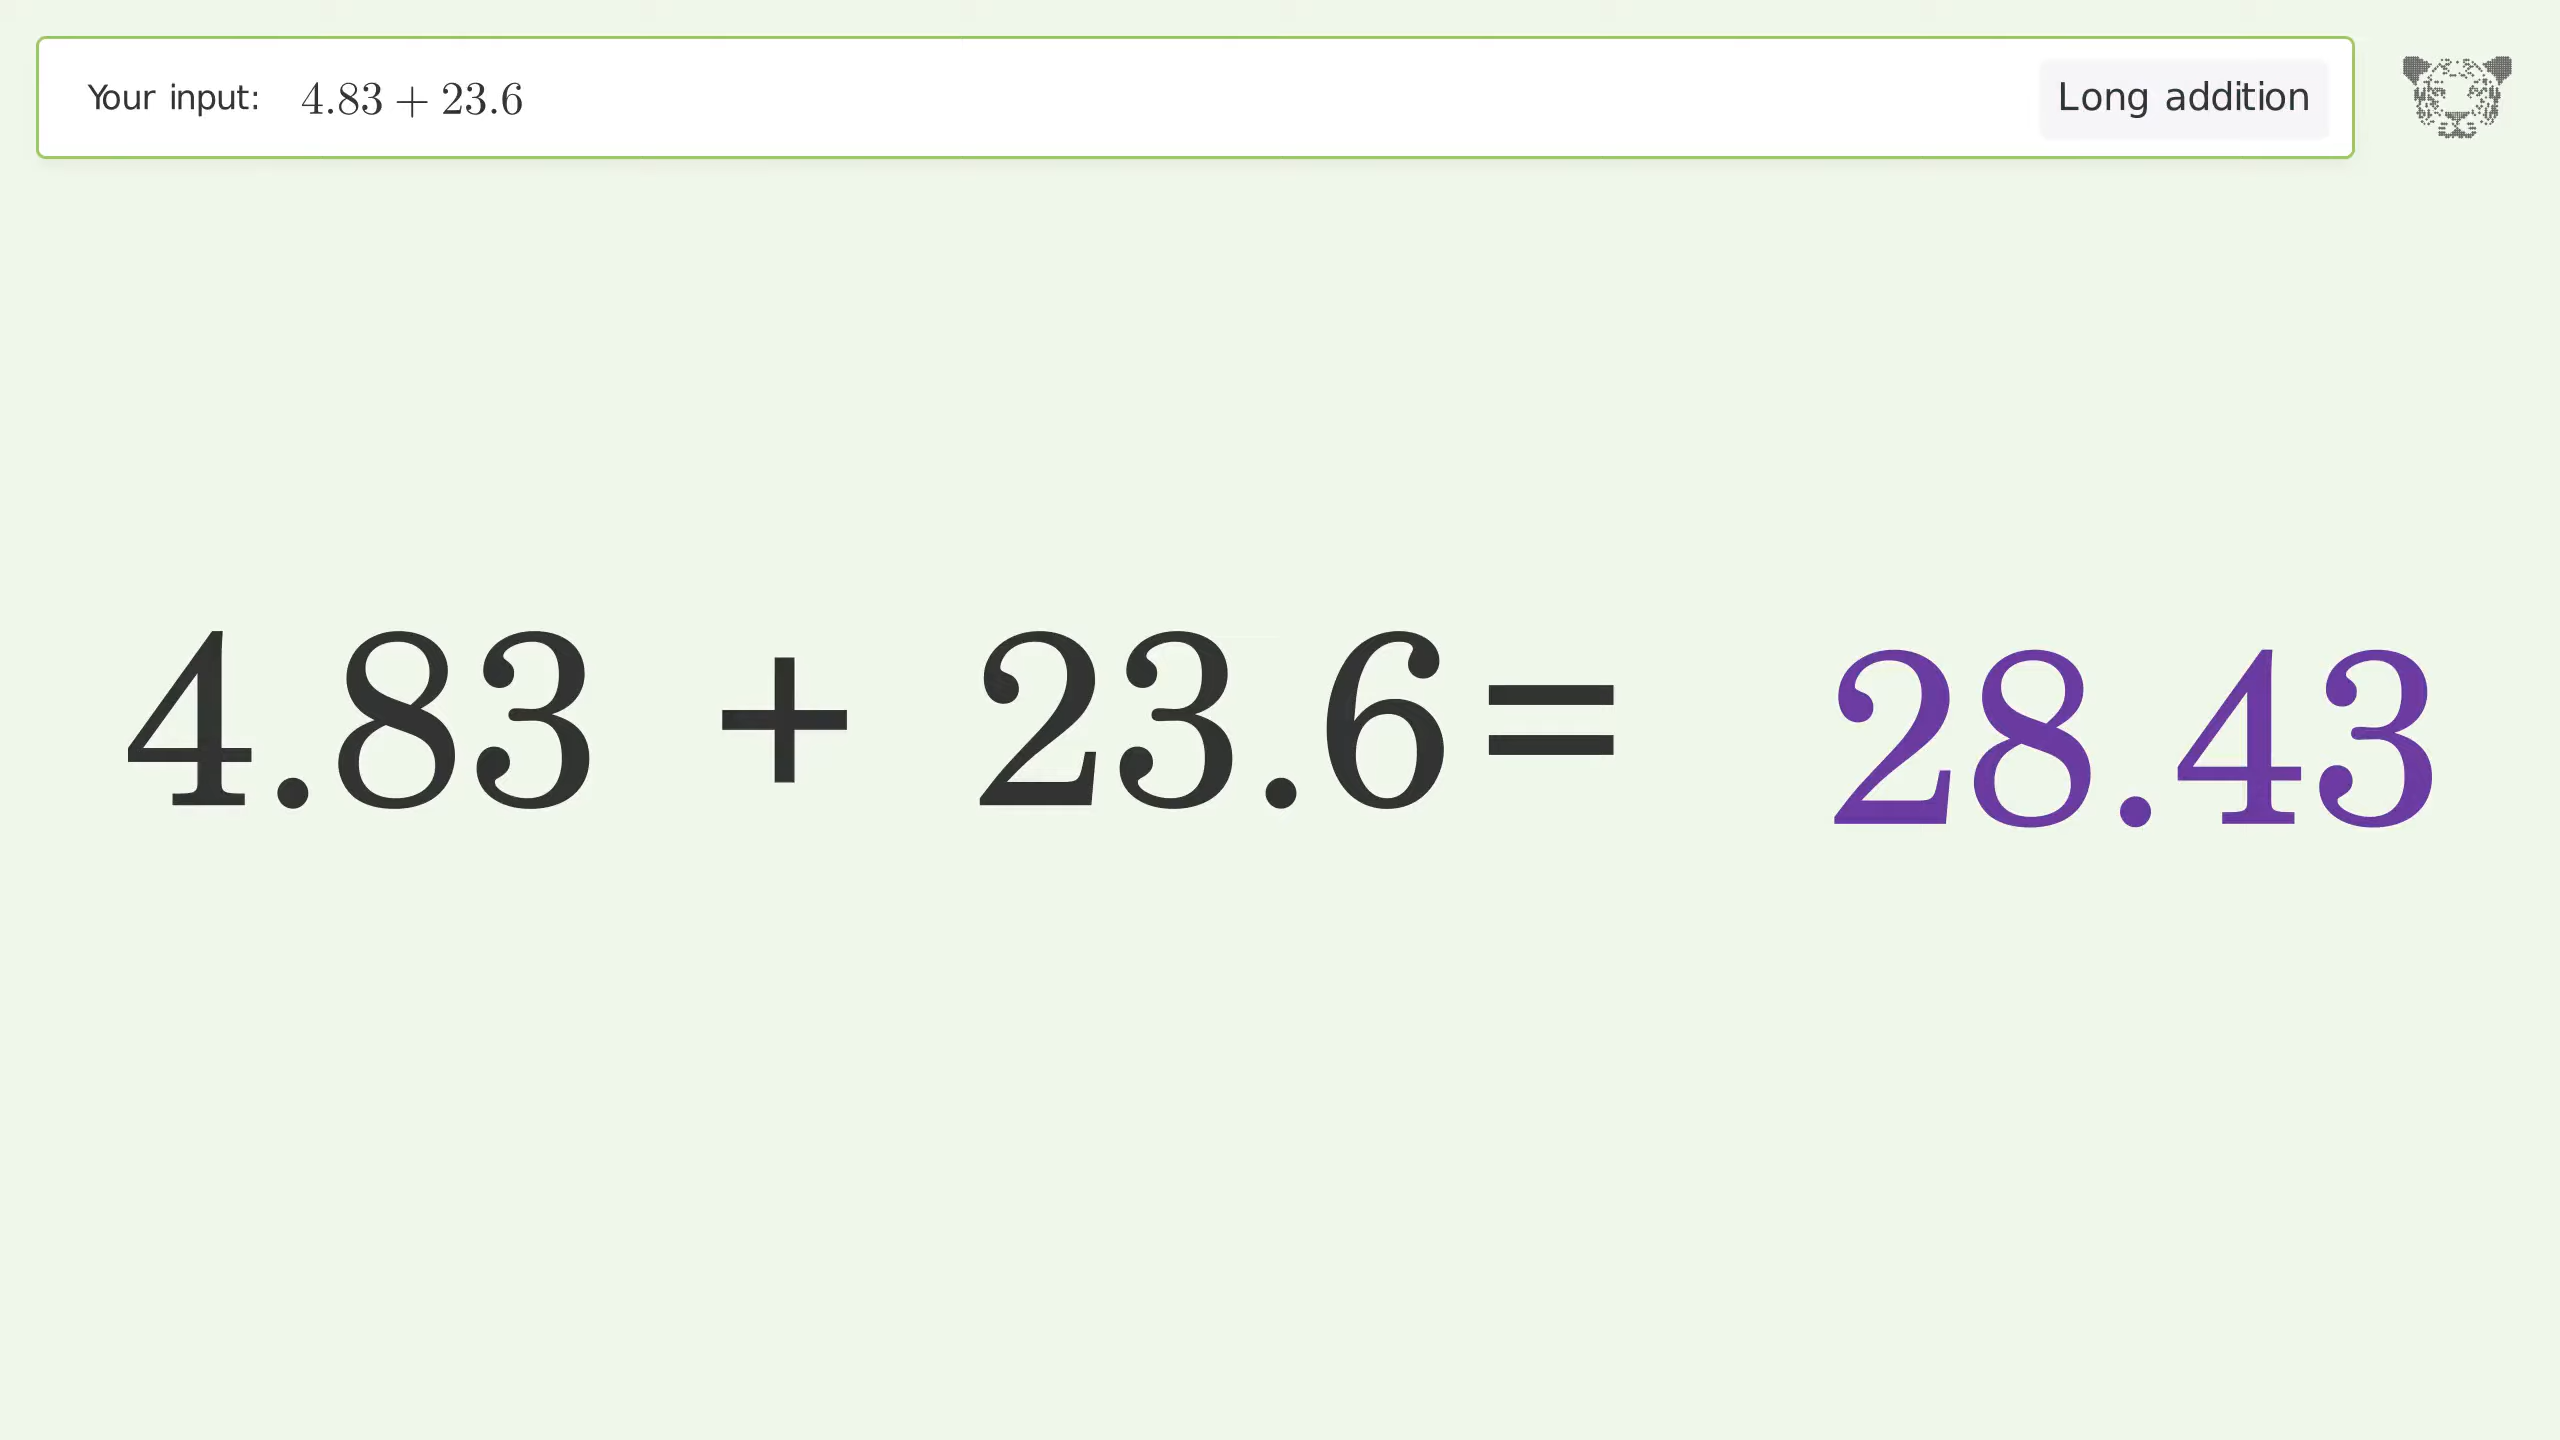 Your input: 4.83 + 23.6
Long addition
4.83 + 23.6 = 28.43